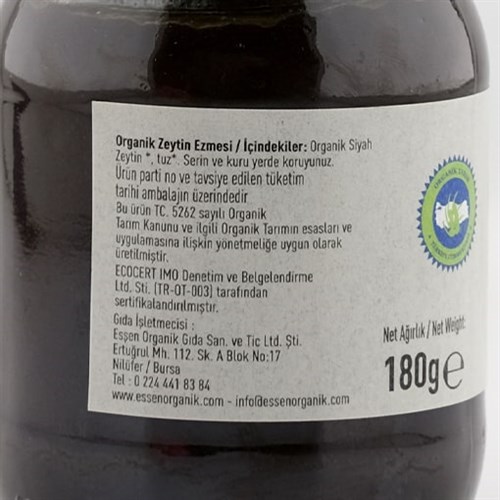 Organik Zeytin Ezmesi / İçindekiler: Organik Siyah
Zeytin *, tuz*. Serin ve kuru yerde koruyunuz.
Ürün parti no ve tavsiye edilen tüketim
tarihi ambalajın üzerindedir
Bu ürün TC. 5262 sayılı Organik
Tarım Kanunu ve ilgili Organik Tarımın esasları ve
uygulamasına ilişkin yönetmeliğe uygun olarak
üretilmiştir.
ECOCERT IMO Denetim ve Belgelendirme
Ltd. Sti. (TR-OT-003) tarafından
sertifikalandırılmıştır.
Gıda İşletmecisi :
Eşşen Organik Gıda San. ve Tic Ltd. Şti.
Ertuğrul Mh. 112. Sk. A Blok No:17
Nilüfer / Bursa
Tel : 0 224 441 83 84
www.essenorganik.com - info@essenorganik.com
ORGANİK TARIM
Net Ağırlık / Net Weight:
180g e